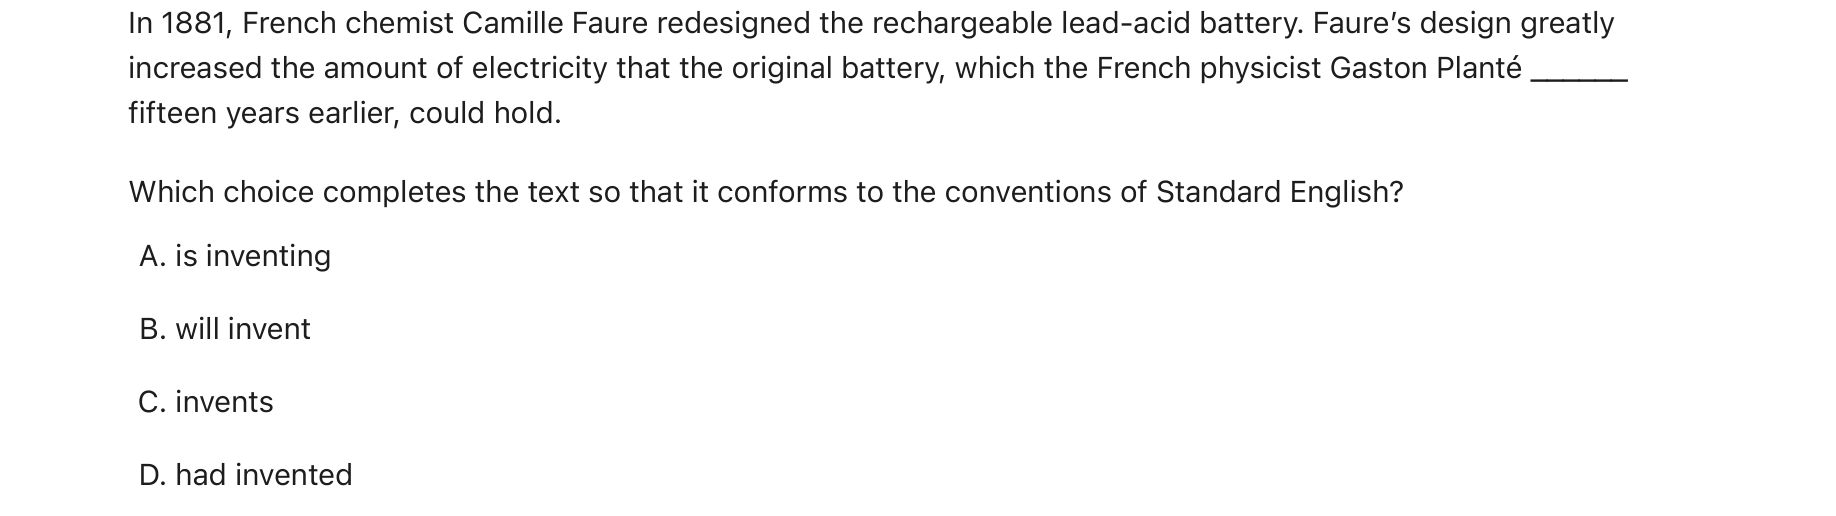 In 1881, French chemist Camille Faure redesigned the rechargeable lead-acid battery. Faure’s design greatly
increased the amount of electricity that the original battery, which the French physicist Gaston Planté ______
fifteen years earlier, could hold.
Which choice completes the text so that it conforms to the conventions of Standard English?
A. is inventing
B. will invent
C. invents
D. had invented